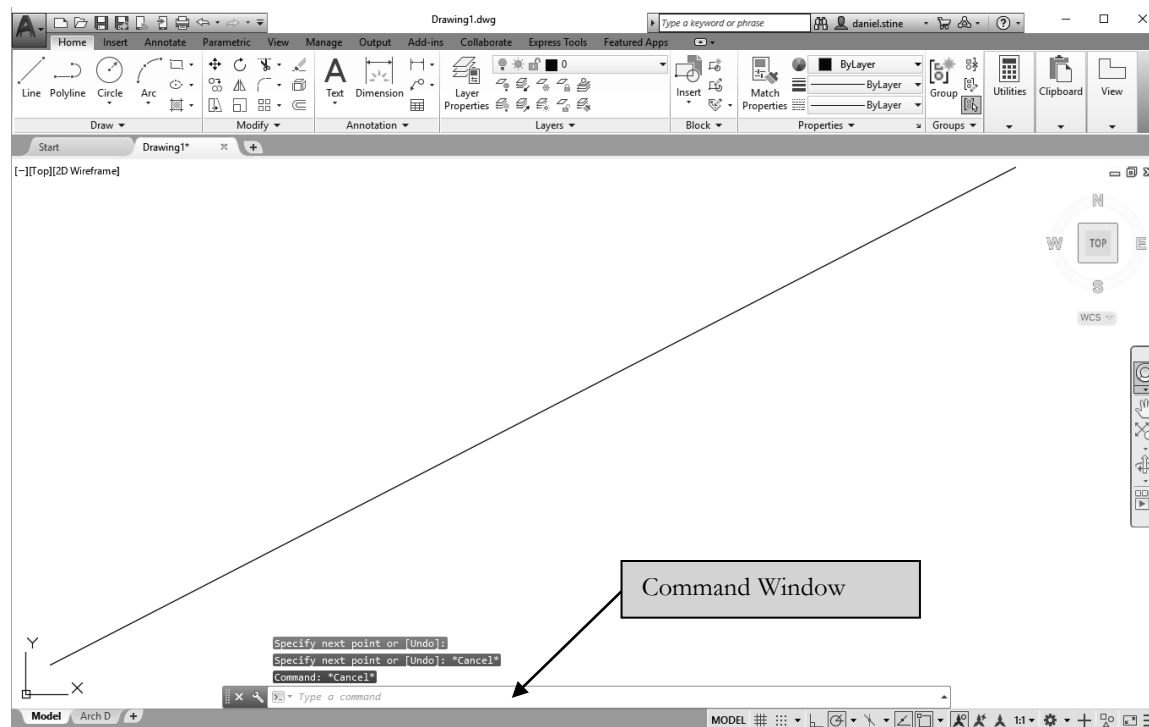 Drawing1.dwg
Type a keyword or phrase
daniel.stine
Home Insert Annotate Parametric View Manage Output Add-ins Collaborate Express Tools Featured Apps
Line Polyline Circle Arc
Text Dimension
Layer Properties
0
Insert
Match Properties
ByLayer
ByLayer
ByLayer
Group
Utilities
Clipboard
View
Draw Modify Annotation Layers Block Properties Groups
Start Drawing1* +
[−][Top][2D Wireframe]
N
W TOP E
S
WCS
Command Window
Y
X
Specify next point or [Undo]:
Specify next point or [Undo]: *Cancel*
Command: *Cancel*
Type a command
Model Arch D +
MODEL 1:1